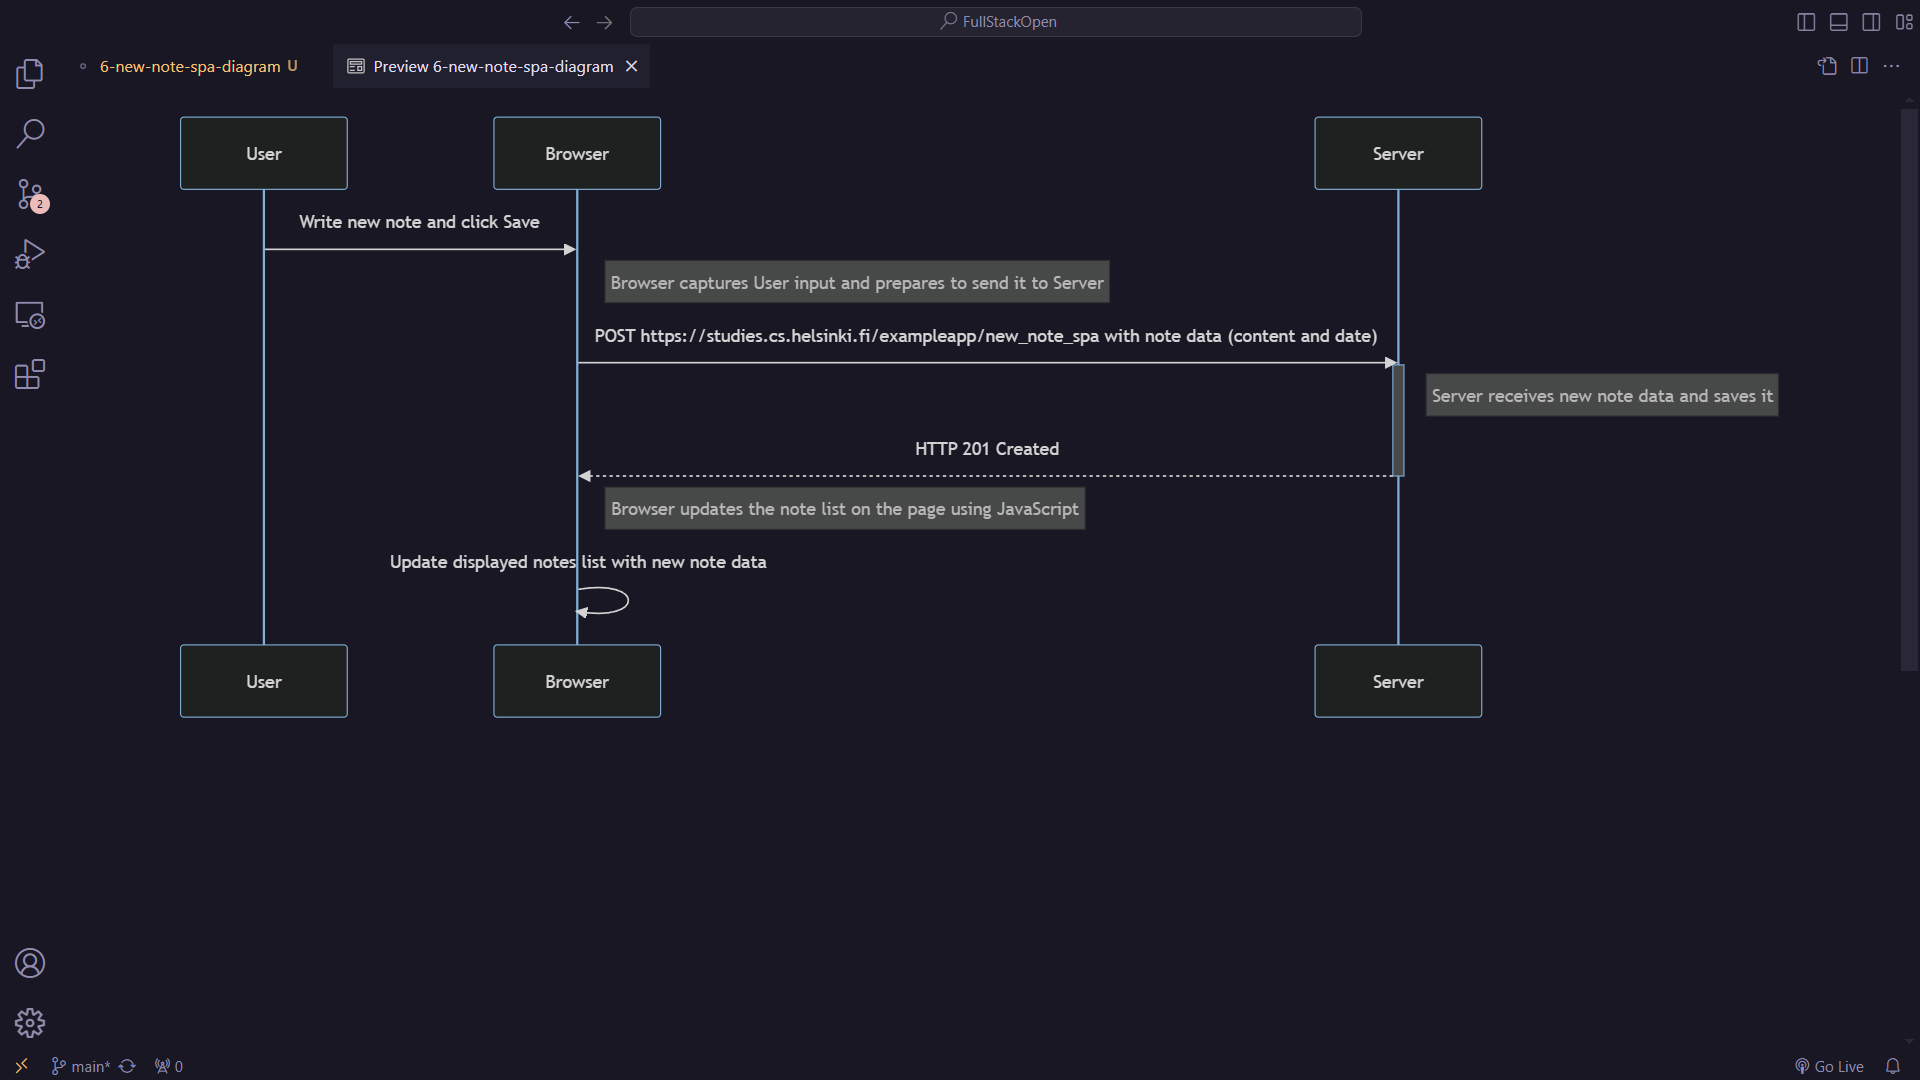 FullStackOpen
6-new-note-spa-diagram U
Preview 6-new-note-spa-diagram
User
Browser
Server
Write new note and click Save
Browser captures User input and prepares to send it to Server
POST https://studies.cs.helsinki.fi/exampleapp/new_note_spa with note data (content and date)
Server receives new note data and saves it
HTTP 201 Created
Browser updates the note list on the page using JavaScript
Update displayed notes list with new note data
User
Browser
Server
2
main*
0
Go Live